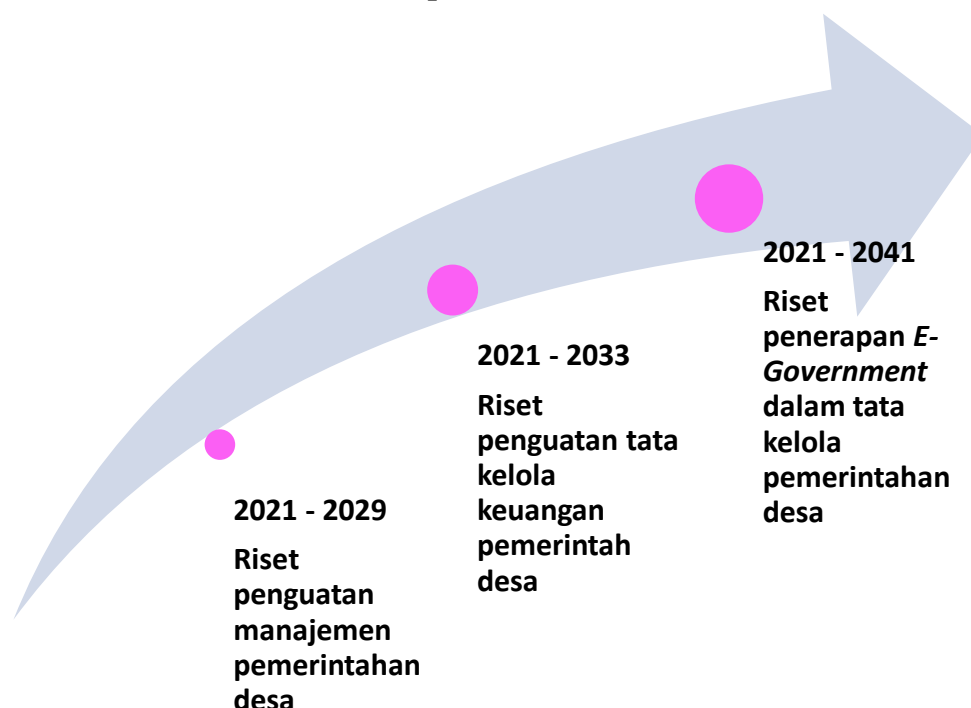 2021 - 2029
Riset
penguatan
manajemen
pemerintahan
desa
2021 - 2033
Riset
penguatan tata
kelola
keuangan
pemerintah
desa
2021 - 2041
Riset
penerapan E-
Government
dalam tata
kelola
pemerintahan
desa